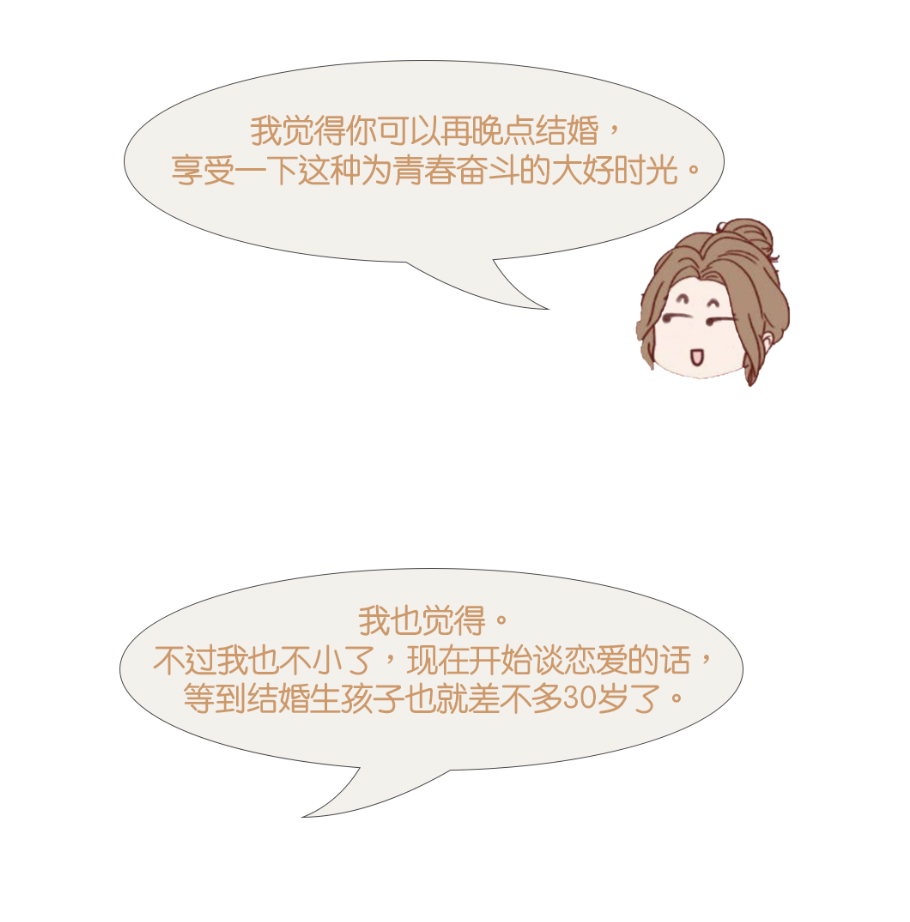 我觉得你可以再晚点结婚，
享受一下这种为青春奋斗的大好时光。
我也觉得。
不过我也不小了，现在开始谈恋爱的话，
等到结婚生孩子也就差不多30岁了。